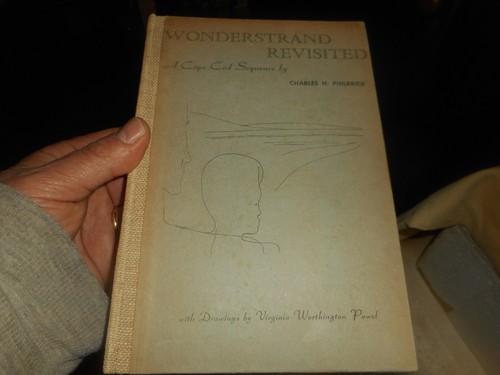 WONDERSTRAND
REVISITED
A Cape Cod Sequence by
CHARLES H. PHILBRICK
with Drawings by Virginia Worthington Powel